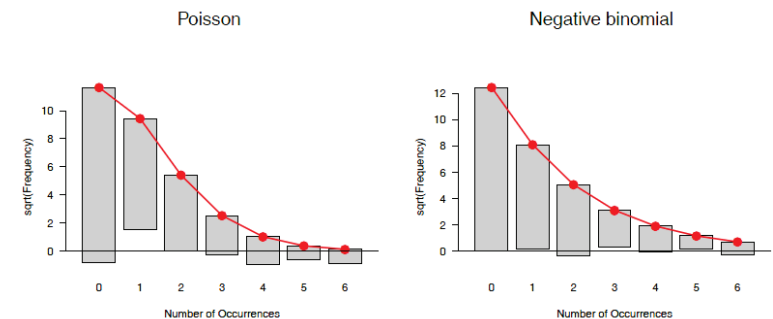 Poisson
sqrt(Frequency)
10
8
6
4
2
0
0 1 2 3 4 5 6
Number of Occurrences
Negative binomial
sqrt(Frequency)
12
10
8
6
4
2
0
0 1 2 3 4 5 6
Number of Occurrences